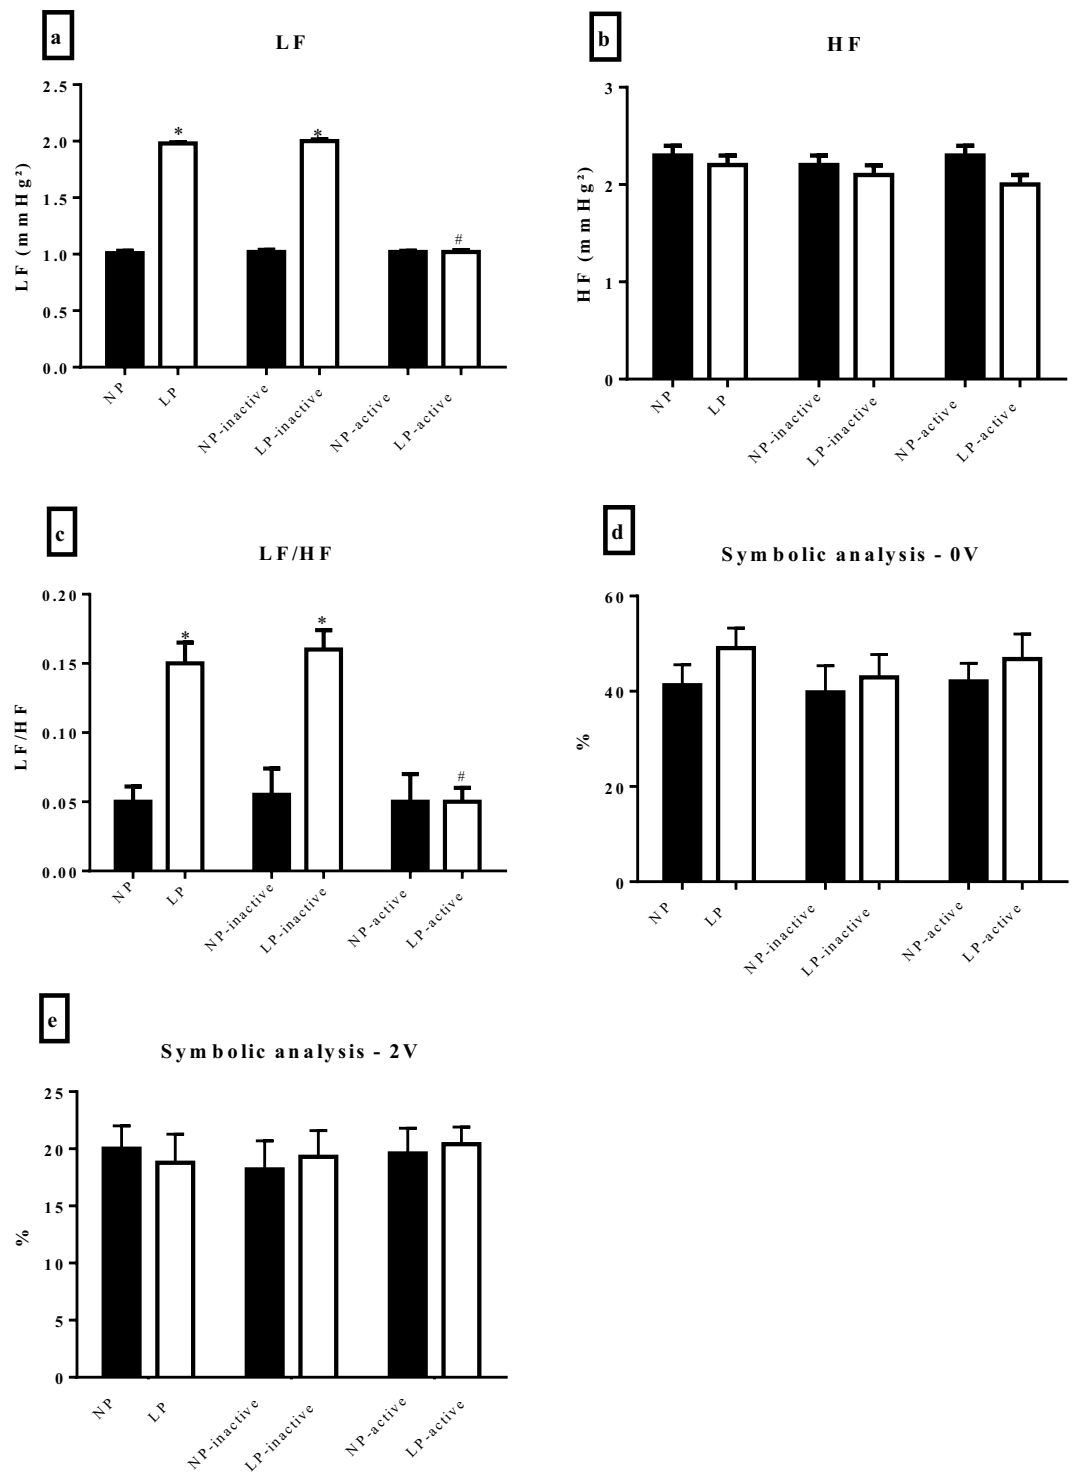 a
LF
LF (mmHg²)
2.5
2.0
1.5
1.0
0.5
0.0
*
*
#
NP
LP
NP-inactive
LP-inactive
NP-active
LP-active
b
HF
HF (mmHg²)
3
2
1
0
NP
LP
NP-inactive
LP-inactive
NP-active
LP-active
c
LF/HF
LF/HF
0.20
0.15
0.10
0.05
0.00
*
*
#
NP
LP
NP-inactive
LP-inactive
NP-active
LP-active
d
Symbolic analysis - 0V
%
60
40
20
0
NP
LP
NP-inactive
LP-inactive
NP-active
LP-active
e
Symbolic analysis - 2V
%
25
20
15
10
5
0
NP
LP
NP-inactive
LP-inactive
NP-active
LP-active